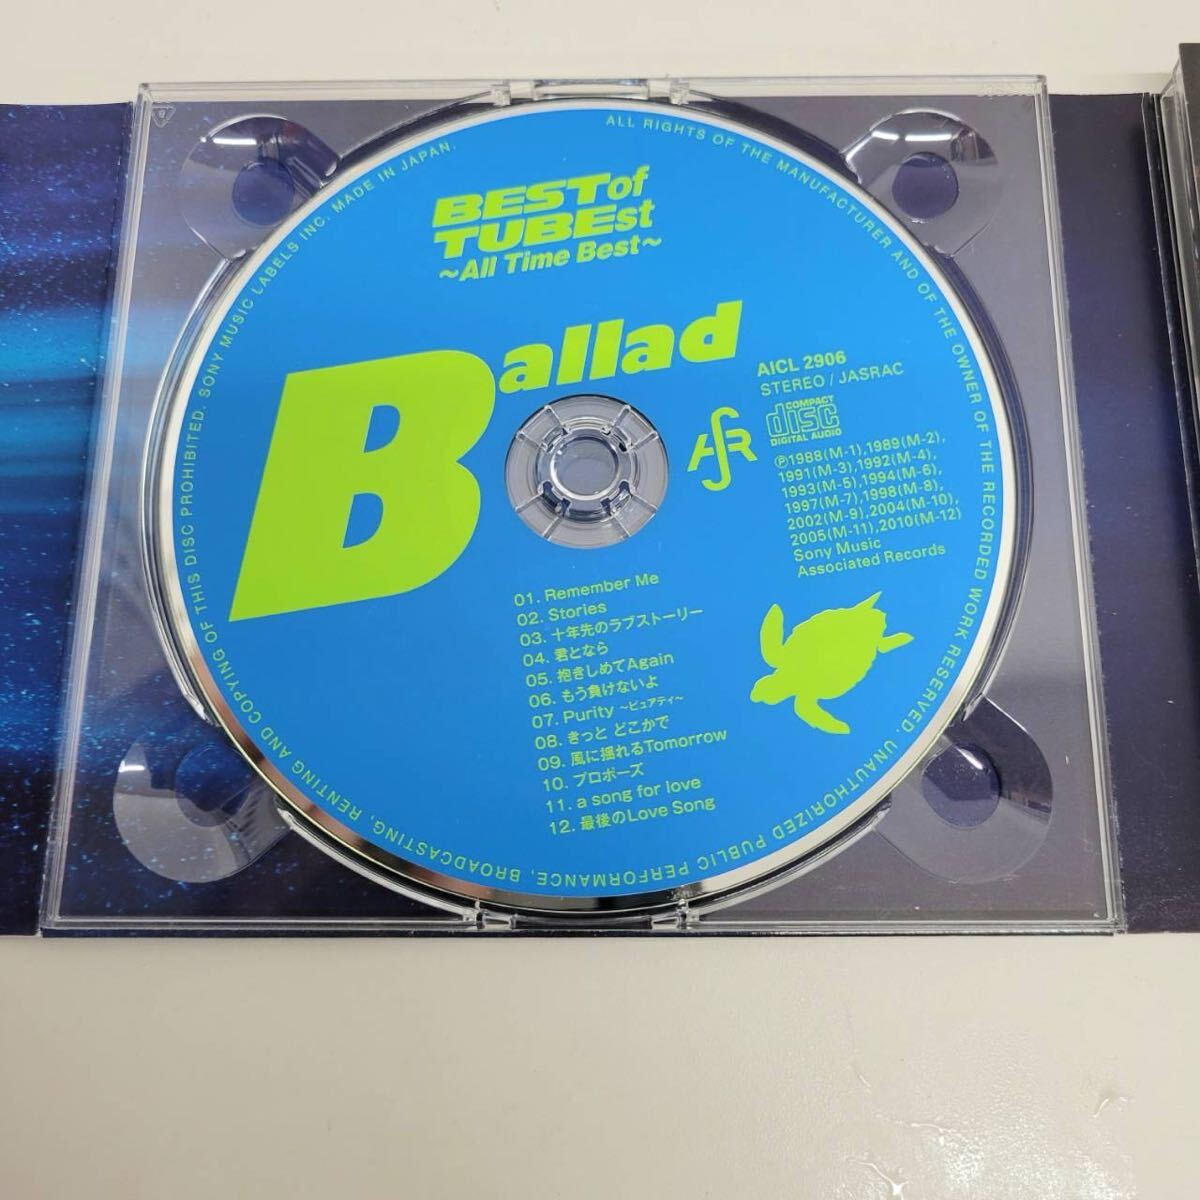 BEST of
TUBEst
～All Time Best～
Ballad
AICL 2906
STEREO / JASRAC
COMPACT
disc
DIGITAL AUDIO
ASR
℗1988(M-1),1989(M-2),
1991(M-3),1992(M-4),
1993(M-5),1994(M-6),
1997(M-7),1998(M-8),
2002(M-9),2004(M-10),
2005(M-11),2010(M-12)
Sony Music
Associated Records
01. Remember Me
02. Stories
03. 十年先のラブストーリー
04. 君となら
05. 抱きしめてAgain
06. もう負けないよ
07. Purity ～ピュアティ～
08. きっと どこかで
09. 風に揺れるTomorrow
10. プロポーズ
11. a song for love
12. 最後のLove Song
ALL RIGHTS OF THE MANUFACTURER AND OF THE OWNER OF THE RECORDED WORK RESERVED. UNAUTHORIZED PUBLIC PERFORMANCE, BROADCASTING, RENTING AND COPYING OF THIS DISC PROHIBITED. SONY MUSIC LABELS INC. MADE IN JAPAN.